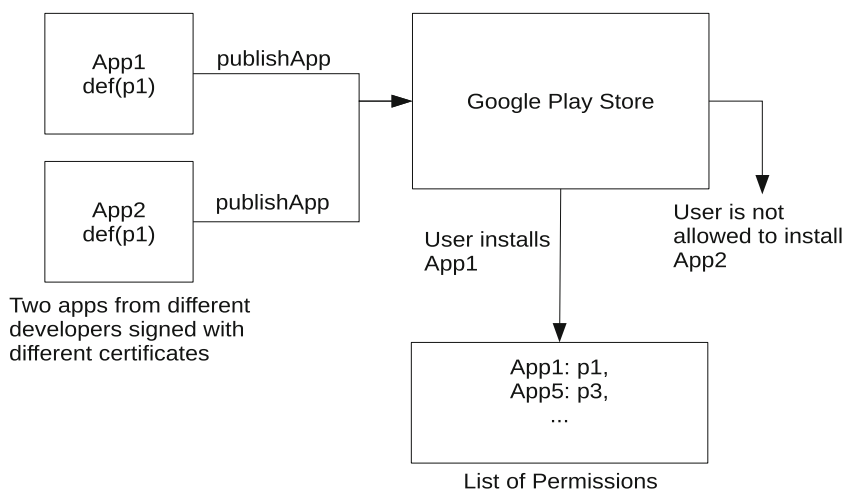 App1
def(p1)
publishApp
Google Play Store
App2
def(p1)
publishApp
User installs
App1
User is not
allowed to install
App2
Two apps from different
developers signed with
different certificates
App1: p1,
App5: p3,
...
List of Permissions